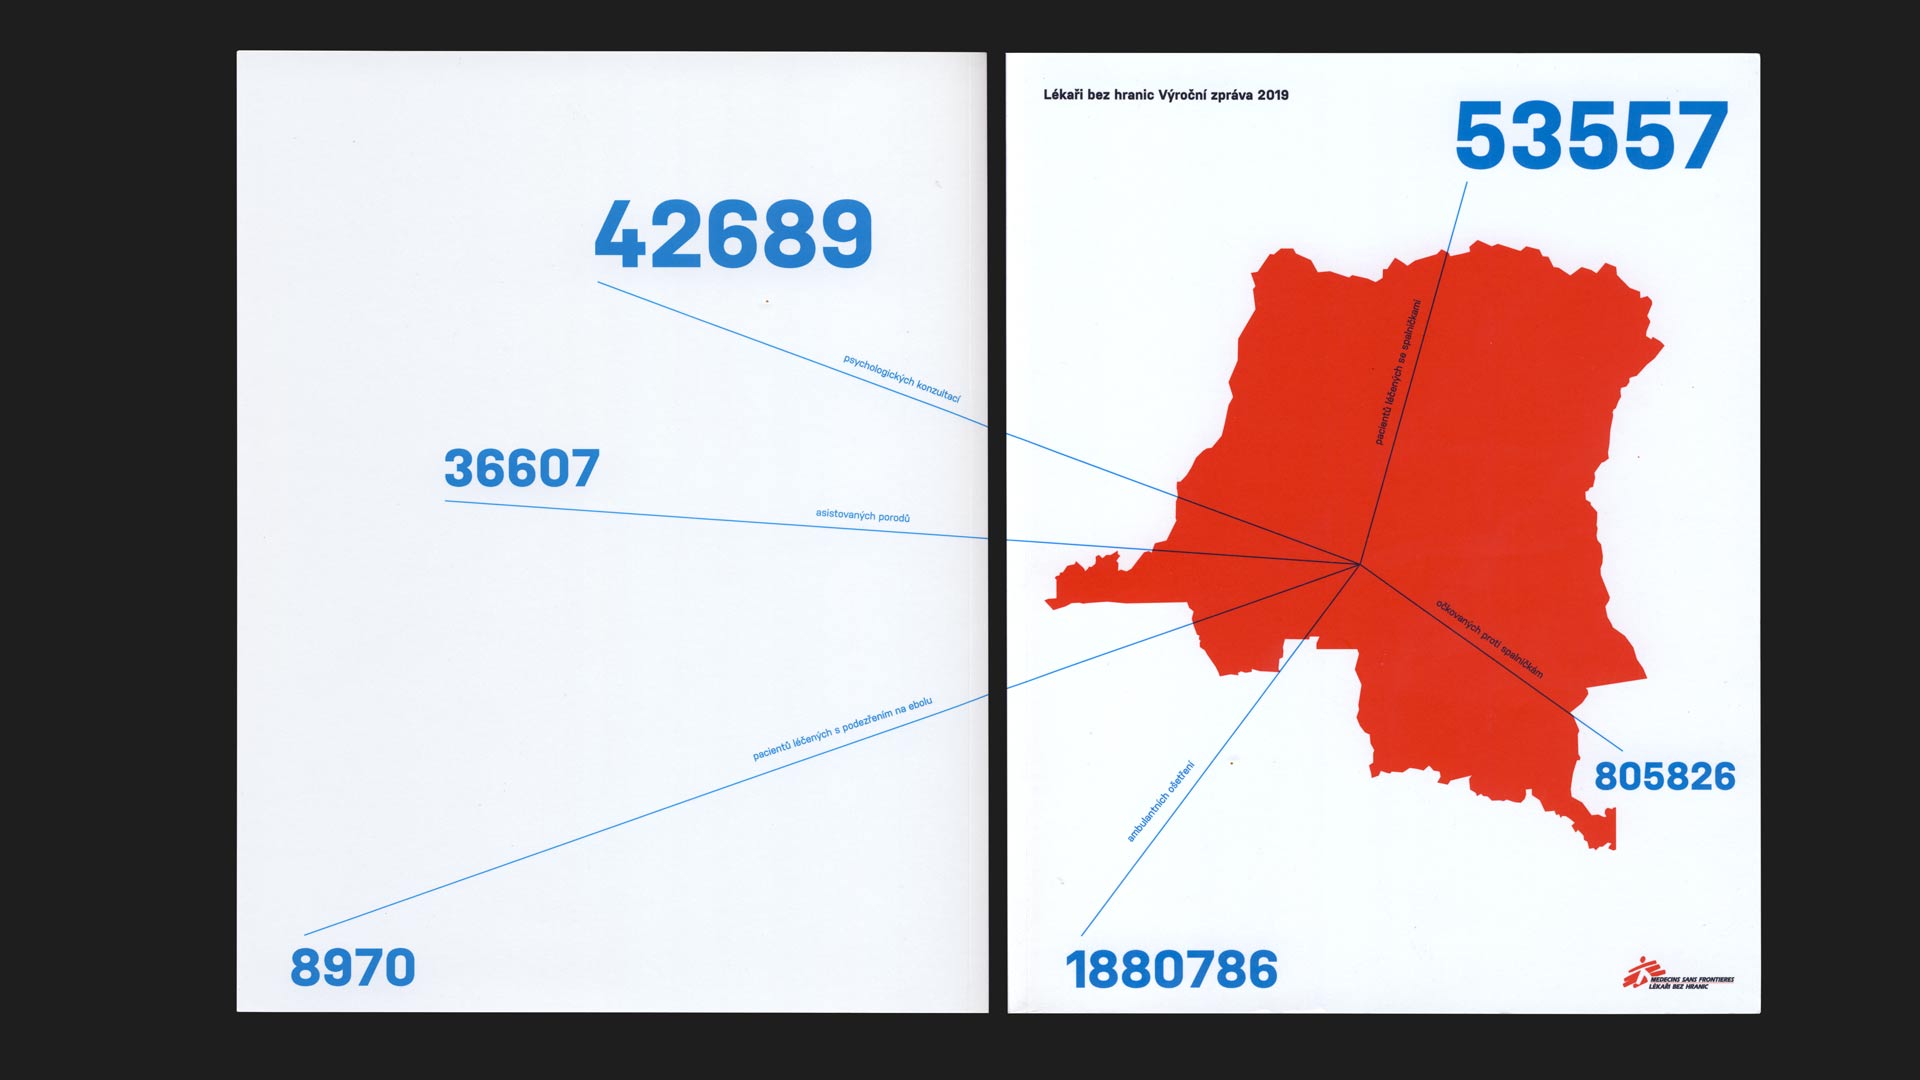 42689
psychologických konzultací
36607
asistovaných porodů
pacientů léčených s podezřením na ebolu
8970
Lékaři bez hranic Výroční zpráva 2019
53557
pacientů léčených se spalničkami
očkovaných proti spalničkám
805826
ambulantních ošetření
1880786
MEDECINS SANS FRONTIERES
LÉKAŘI BEZ HRANIC